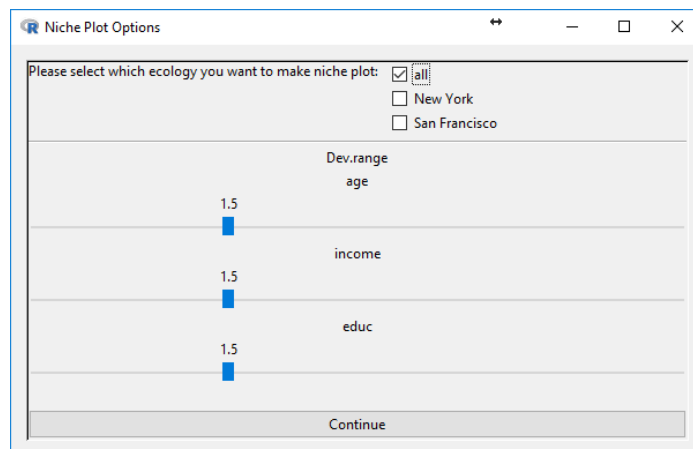 Niche Plot Options
Please select which ecology you want to make niche plot:
all
New York
San Francisco
Dev.range
age
1.5
income
1.5
educ
1.5
Continue